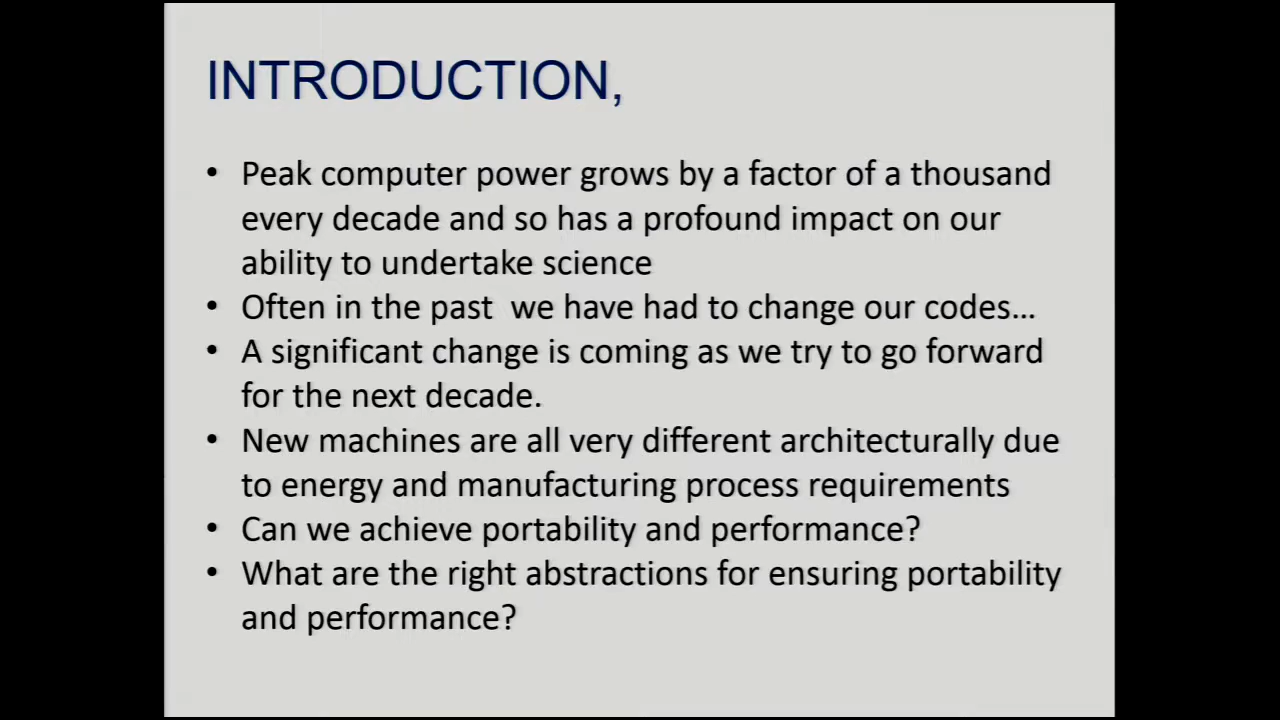 INTRODUCTION,
• Peak computer power grows by a factor of a thousand
every decade and so has a profound impact on our
ability to undertake science
• Often in the past  we have had to change our codes…
• A significant change is coming as we try to go forward
for the next decade.
• New machines are all very different architecturally due
to energy and manufacturing process requirements
• Can we achieve portability and performance?
• What are the right abstractions for ensuring portability
and performance?